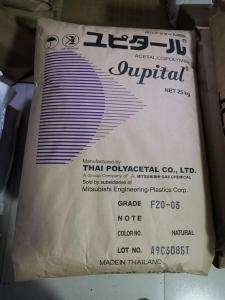 ユピタール®
ACETAL COPOLYMER
Iupital®
NET 25kg
Manufactured by
THAI POLYACETAL CO., LTD.
A Group Company of MITSUBISHI GAS CHEMICAL
Sold by subsidiaries of
Mitsubishi Engineering-Plastics Corp.
GRADE F20-03
NOTE
COLOR NO. NATURAL
LOT NO. A9C3085T
MADE IN THAILAND